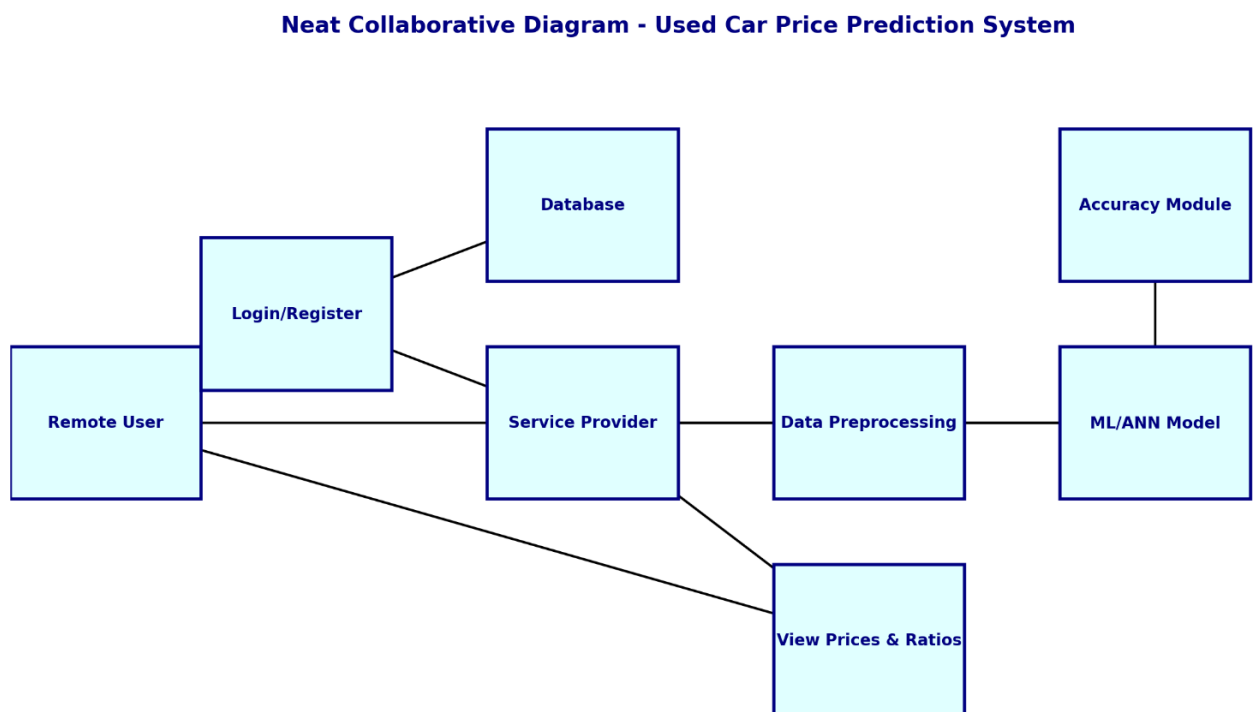 Neat Collaborative Diagram - Used Car Price Prediction System
Database
Accuracy Module
Login/Register
Remote User
Service Provider
Data Preprocessing
ML/ANN Model
View Prices & Ratios